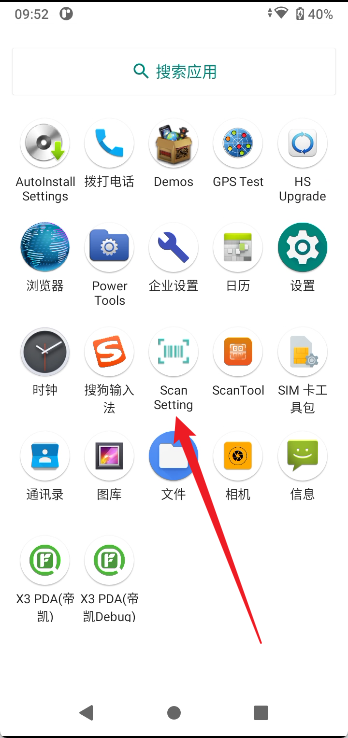 09:52
40%
搜索应用
AutoInstall Settings
拨打电话
Demos
GPS Test
HS Upgrade
浏览器
Power Tools
企业设置
日历
设置
时钟
搜狗输入法
Scan Setting
ScanTool
SIM 卡工具包
通讯录
图库
文件
相机
信息
X3 PDA(帝凯)
X3 PDA(帝凯Debug)